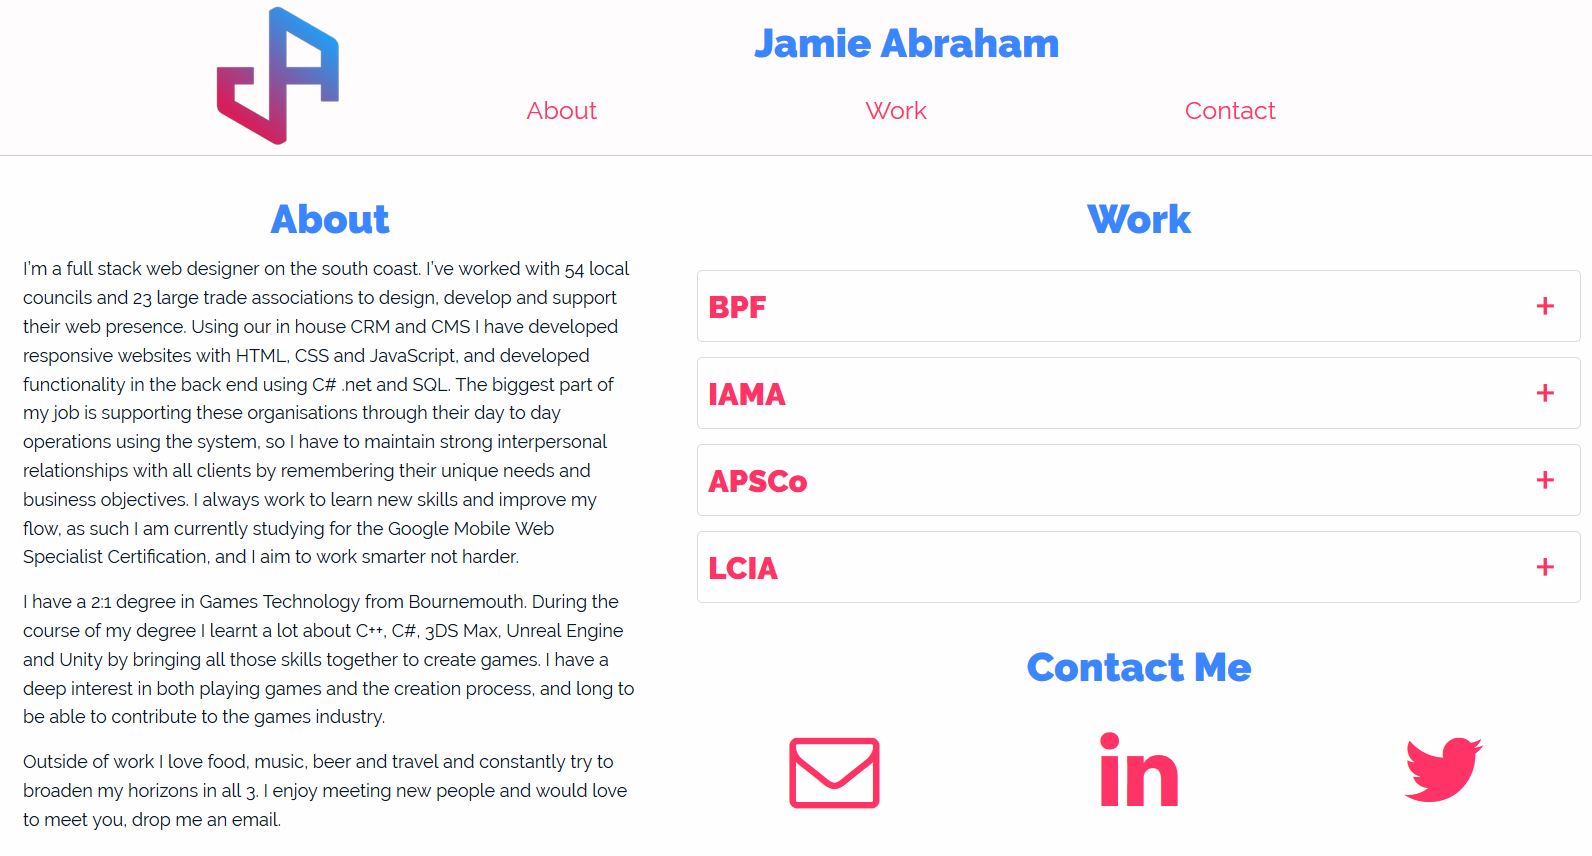 Jamie Abraham
About
Work
Contact
About
I'm a full stack web designer on the south coast. I've worked with 54 local
councils and 23 large trade associations to design, develop and support
their web presence. Using our in house CRM and CMS I have developed
responsive websites with HTML, CSS and JavaScript, and developed
functionality in the back end using C# .net and SQL. The biggest part of
my job is supporting these organisations through their day to day
operations using the system, so I have to maintain strong interpersonal
relationships with all clients by remembering their unique needs and
business objectives. I always work to learn new skills and improve my
flow, as such I am currently studying for the Google Mobile Web
Specialist Certification, and I aim to work smarter not harder.
I have a 2:1 degree in Games Technology from Bournemouth. During the
course of my degree I learnt a lot about C++, C#, 3DS Max, Unreal Engine
and Unity by bringing all those skills together to create games. I have a
deep interest in both playing games and the creation process, and long to
be able to contribute to the games industry.
Outside of work I love food, music, beer and travel and constantly try to
broaden my horizons in all 3. I enjoy meeting new people and would love
to meet you, drop me an email.
Work
BPF +
IAMA +
APSCo +
LCIA +
Contact Me
in